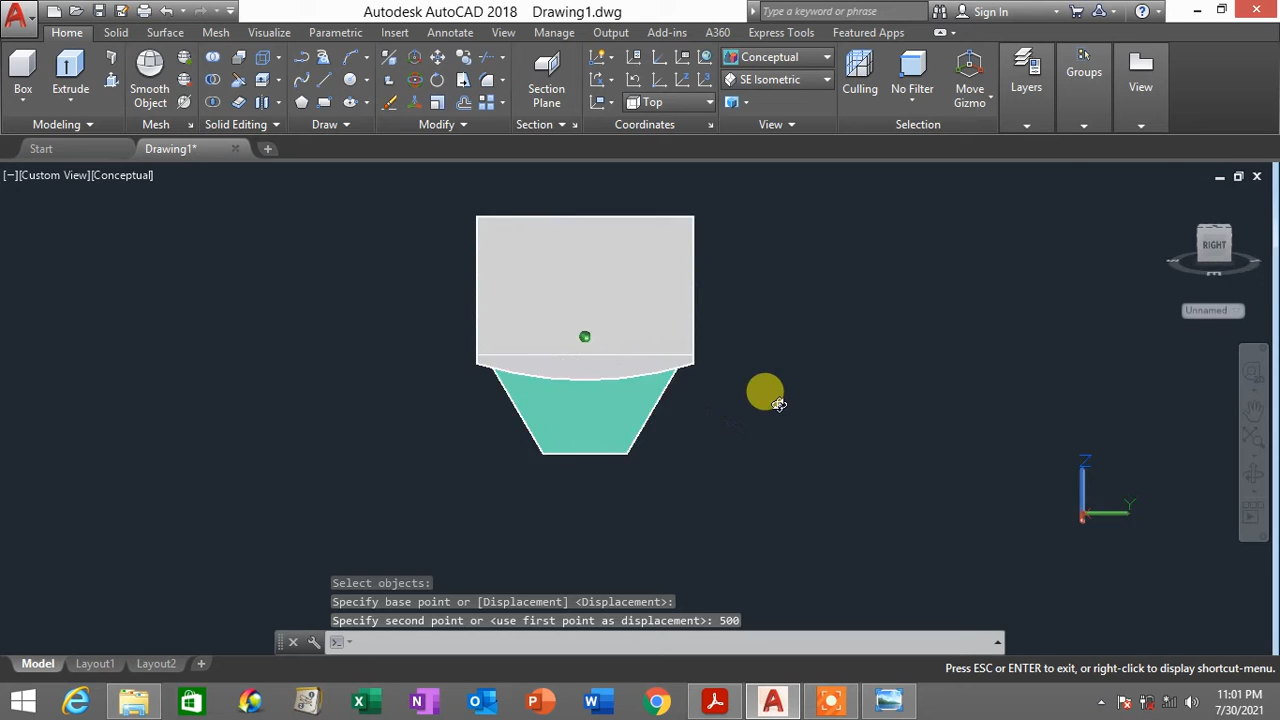 Autodesk AutoCAD 2018 Drawing1.dwg
Type a keyword or phrase
Sign In
Home Solid Surface Mesh Visualize Parametric Insert Annotate View Manage Output Add-ins A360 Express Tools Featured Apps
Conceptual
SE Isometric
Top
Box
Extrude
Smooth
Object
Section
Plane
Culling
No Filter
Move
Gizmo
Layers
Groups
View
Modeling
Mesh
Solid Editing
Draw
Modify
Section
Coordinates
View
Selection
Start
Drawing1*
[−][Custom View][Conceptual]
RIGHT
Unnamed
Z
Y
Select objects:
Specify base point or [Displacement] <Displacement>:
Specify second point or <use first point as displacement>: 500
Model Layout1 Layout2
Press ESC or ENTER to exit, or right-click to display shortcut-menu.
11:01 PM
7/30/2021